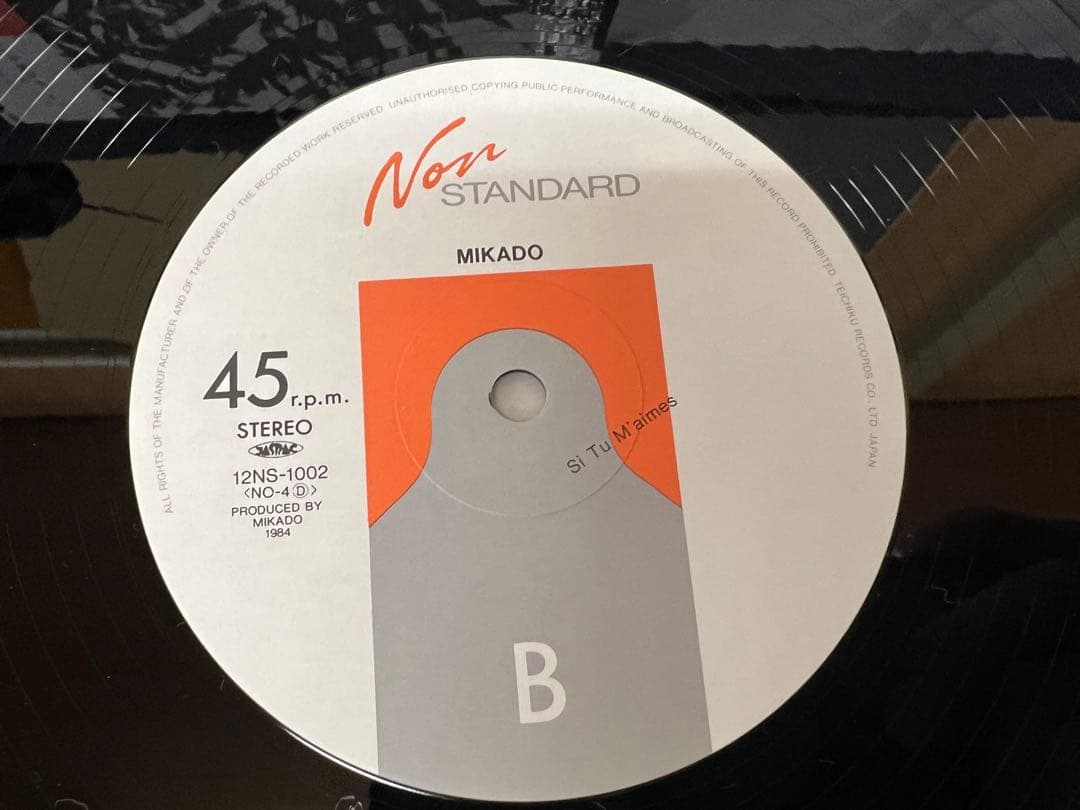 ALL RIGHTS OF THE MANUFACTURER AND OF THE OWNER OF THE RECORDED WORK RESERVED. UNAUTHORISED COPYING PUBLIC PERFORMANCE AND BROADCASTING OF THIS RECORD PROHIBITED. TEICHIKU RECORDS CO., LTD. JAPAN
Non
STANDARD
MIKADO
45 r.p.m.
STEREO
JASRAC
12NS-1002
<NO-4 Ⓓ>
PRODUCED BY
MIKADO
1984
Si Tu M'aimes
B